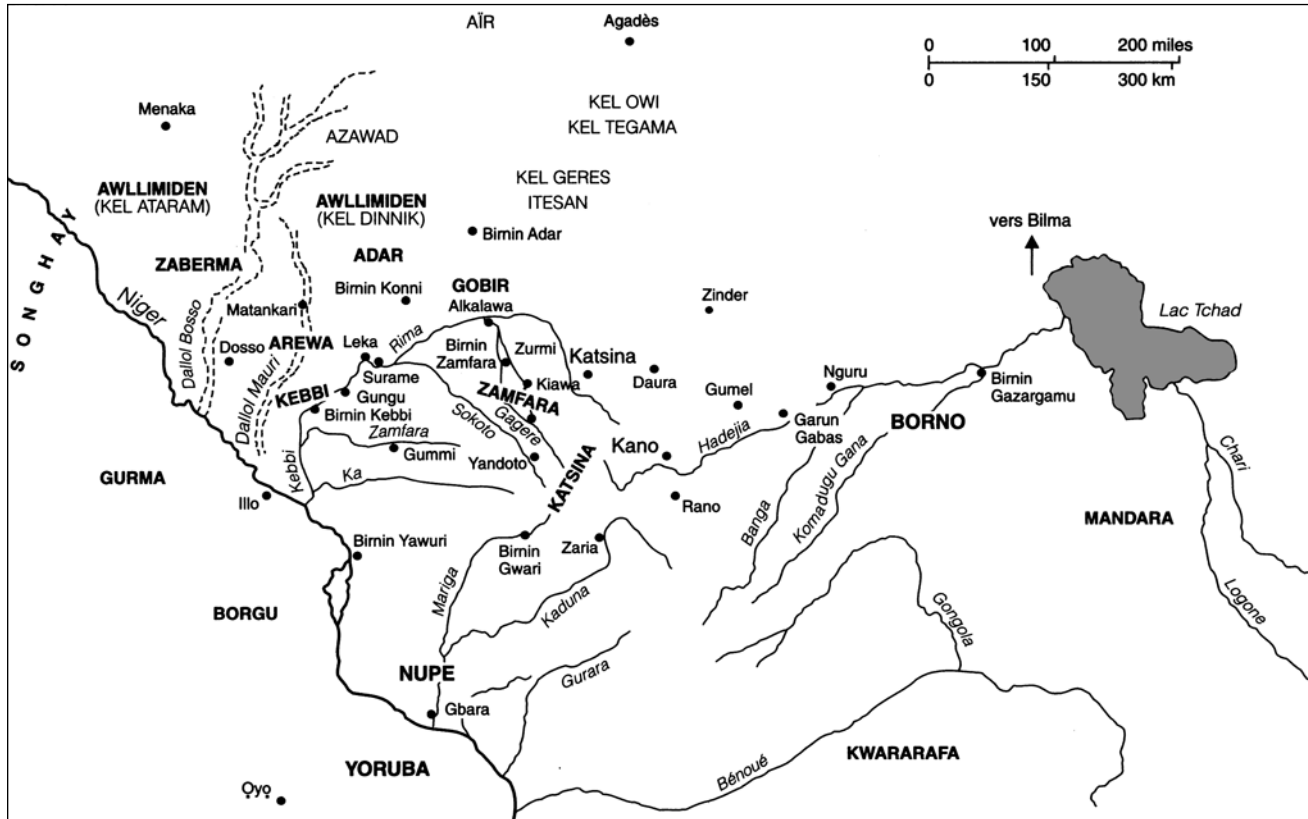 AÏR
Agadès
0 100 200 miles
0 150 300 km
Menaka
KEL OWI
KEL TEGAMA
AZAWAD
AWLLIMIDEN
(KEL ATARAM)
AWLLIMIDEN
(KEL DINNIK)
KEL GERES
ITESAN
SONGHAY
Birnin Adar
vers Bilma
ZABERMA
ADAR
Niger
Birnin Konni
GOBIR
Alkalawa
Zinder
Lac Tchad
Dallol Bosso
Matankari
Dosso
AREWA
Leka
Rima
Birnin
Zamfara
Zurmi
Katsina
Surame
Kiawa
Daura
Nguru
Birnin
Gazargamu
Dallol Mauri
KEBBI
Gungu
ZAMFARA
Gumel
Birnin Kebbi
Sokoto
Gagere
Garun
Gabas
BORNO
Zamfara
Kano
Hadejia
Gummi
Yandoto
Chari
GURMA
Kebbi
Ka
KATSINA
Komadugu Gana
Illo
Rano
Banga
MANDARA
Birnin Yawuri
Birnin
Gwari
Zaria
Mariga
Kaduna
Gongola
Logone
BORGU
NUPE
Gurara
Gbara
YORUBA
Bénoué
KWARARAFA
Ọyọ